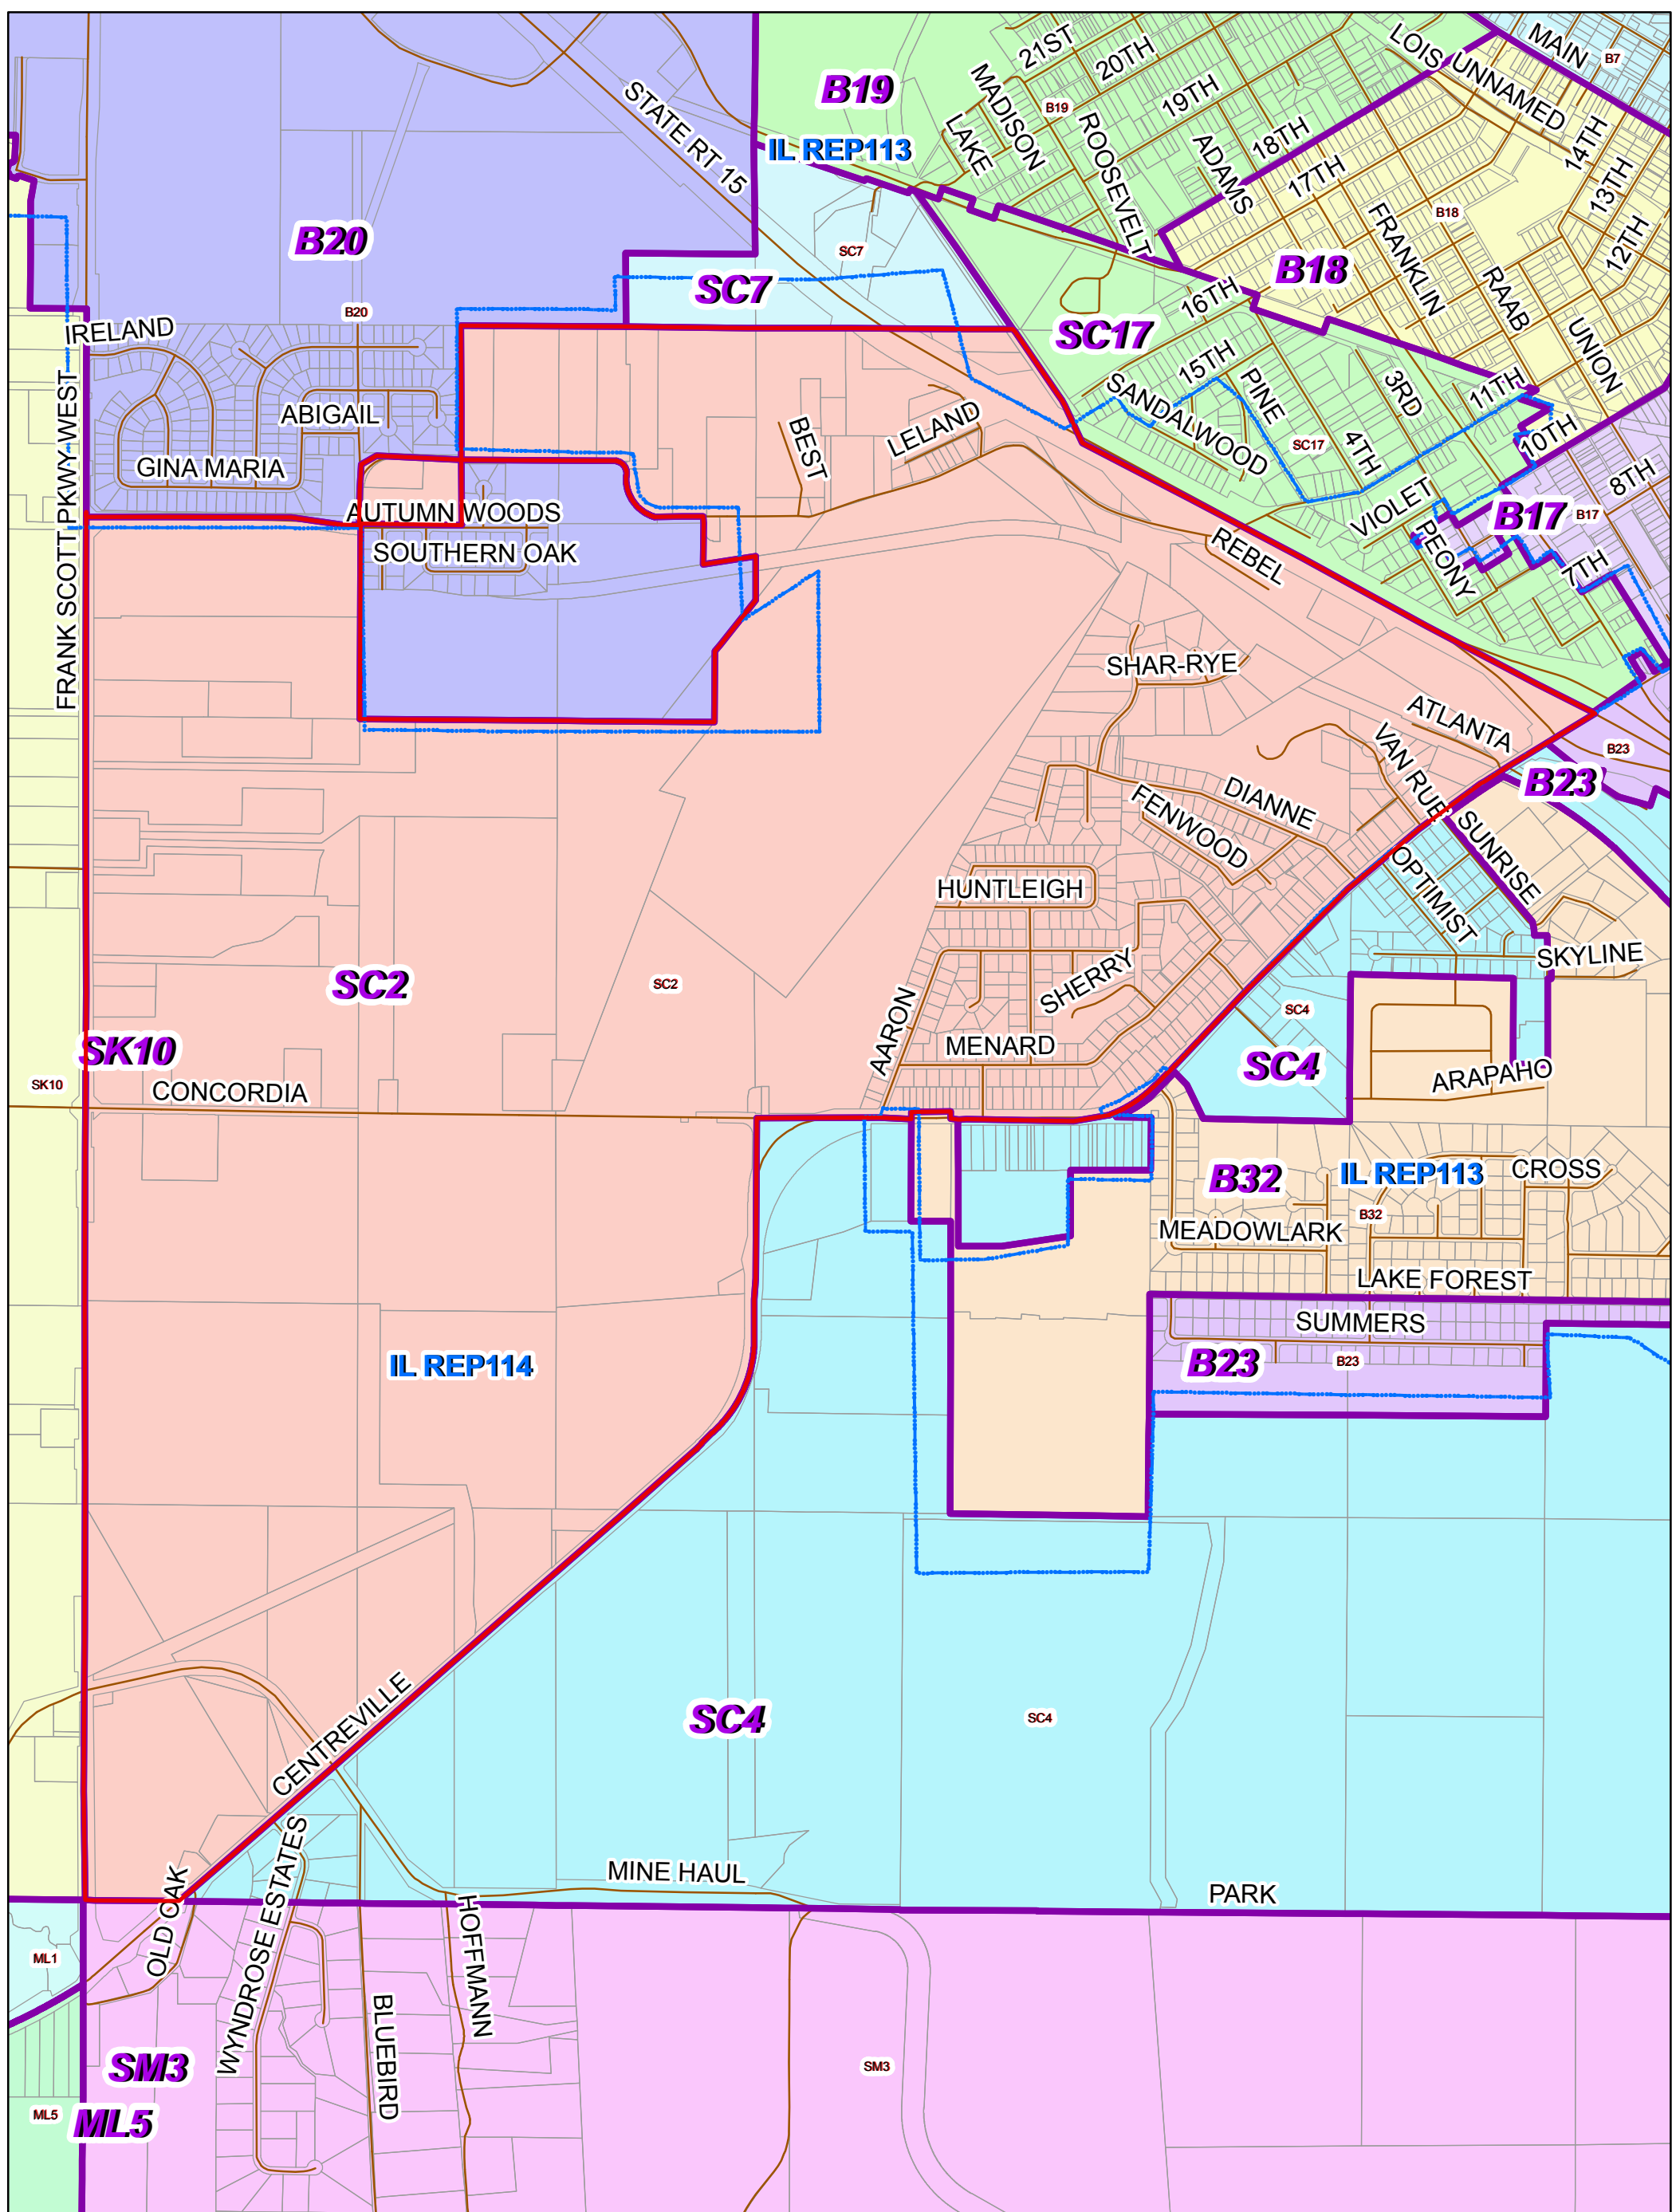 MAIN
LOIS
21ST
20TH
B7
B19
MADISON
UNNAMED
STATE RT 15
19TH
B19
LAKE
ROOSEVELT
18TH
14TH
IL REP113
ADAMS
17TH
13TH
B18
B20
SC7
FRANKLIN
12TH
B18
SC7
RAAB
16TH
B20
IRELAND
SC17
UNION
15TH
PINE
3RD
11TH
SANDALWOOD
ABIGAIL
LELAND
BEST
SC17
4TH
10TH
GINA MARIA
8TH
FRANK SCOTT PKWY WEST
AUTUMN WOODS
VIOLET
B17
B17
SOUTHERN OAK
REBEL
PEONY
7TH
SHAR-RYE
ATLANTA
VAN RUE
B23
B23
DIANNE
FENWOOD
SUNRISE
OPTIMIST
HUNTLEIGH
SKYLINE
SC2
SC2
SHERRY
SC4
AARON
SK10
MENARD
SC4
ARAPAHO
SK10
CONCORDIA
B32
IL REP113
CROSS
B32
MEADOWLARK
LAKE FOREST
SUMMERS
IL REP114
B23
B23
SC4
SC4
CENTREVILLE
MINE HAUL
PARK
OLD OAK
WYNDROSE ESTATES
HOFFMANN
ML1
BLUEBIRD
SM3
SM3
ML5
ML5